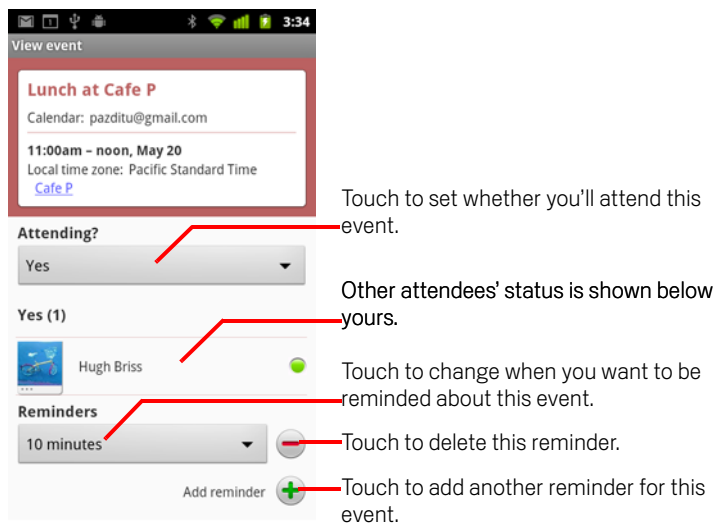 3:34
View event
Lunch at Cafe P
Calendar: pazditu@gmail.com
11:00am – noon, May 20
Local time zone: Pacific Standard Time
Cafe P
Touch to set whether you'll attend this
event.
Attending?
Yes
Other attendees' status is shown below
yours.
Yes (1)
Hugh Briss
Touch to change when you want to be
reminded about this event.
Reminders
10 minutes
Touch to delete this reminder.
Add reminder
Touch to add another reminder for this
event.